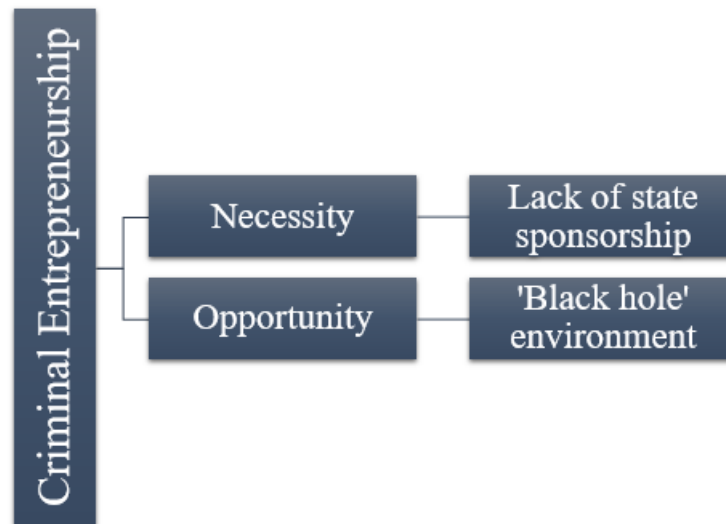 Criminal Entrepreneurship
Necessity
Lack of state
sponsorship
Opportunity
'Black hole'
environment